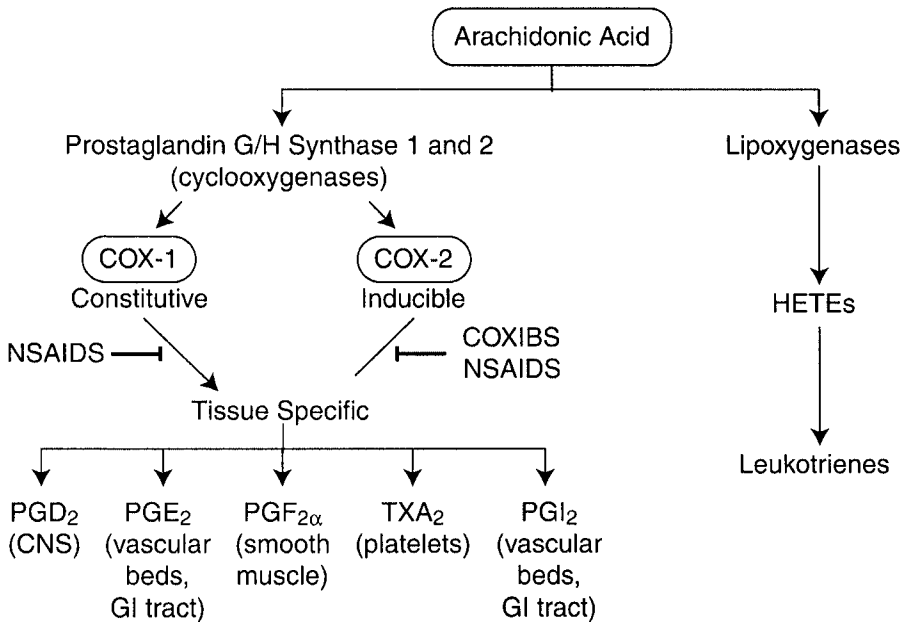 Arachidonic Acid
Prostaglandin G/H Synthase 1 and 2
(cyclooxygenases)
Lipoxygenases
COX-1
Constitutive
COX-2
Inducible
HETEs
NSAIDS
COXIBS
NSAIDS
Tissue Specific
Leukotrienes
PGD₂
(CNS)
PGE₂
(vascular
beds,
GI tract)
PGF₂α
(smooth
muscle)
TXA₂
(platelets)
PGI₂
(vascular
beds,
GI tract)